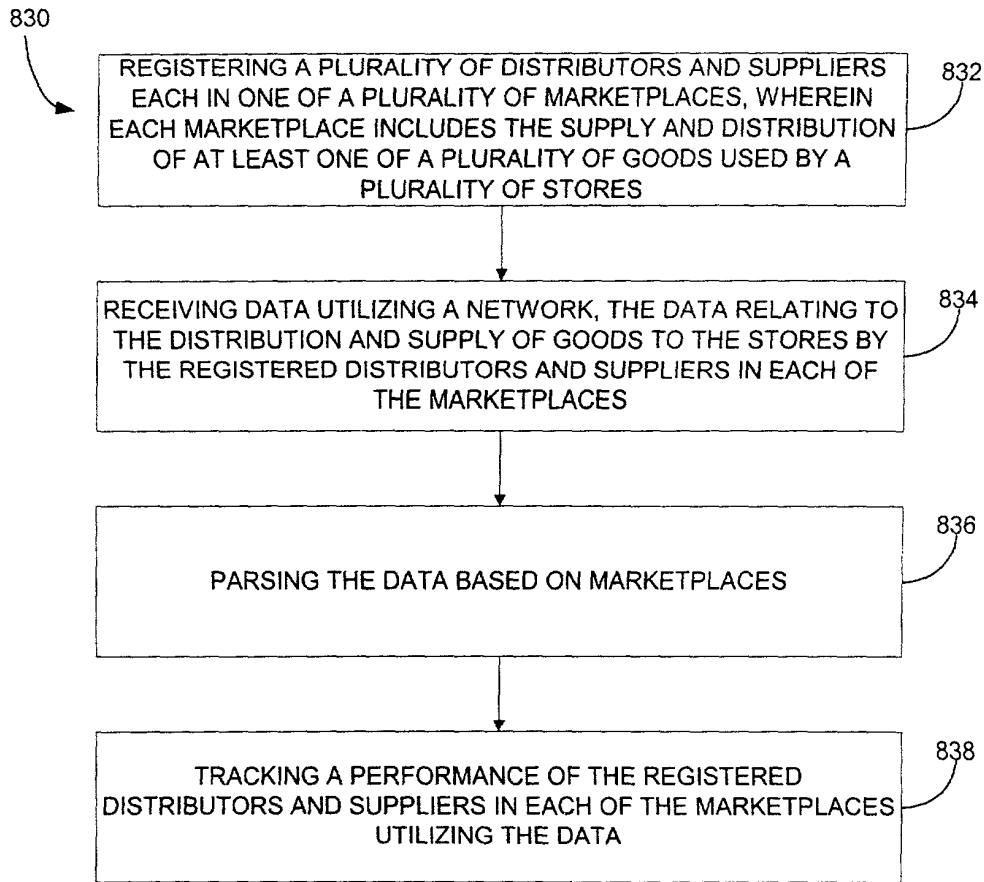 830
REGISTERING A PLURALITY OF DISTRIBUTORS AND SUPPLIERS
EACH IN ONE OF A PLURALITY OF MARKETPLACES, WHEREIN
EACH MARKETPLACE INCLUDES THE SUPPLY AND DISTRIBUTION
OF AT LEAST ONE OF A PLURALITY OF GOODS USED BY A
PLURALITY OF STORES
832
RECEIVING DATA UTILIZING A NETWORK, THE DATA RELATING TO
THE DISTRIBUTION AND SUPPLY OF GOODS TO THE STORES BY
THE REGISTERED DISTRIBUTORS AND SUPPLIERS IN EACH OF
THE MARKETPLACES
834
PARSING THE DATA BASED ON MARKETPLACES
836
TRACKING A PERFORMANCE OF THE REGISTERED
DISTRIBUTORS AND SUPPLIERS IN EACH OF THE MARKETPLACES
UTILIZING THE DATA
838